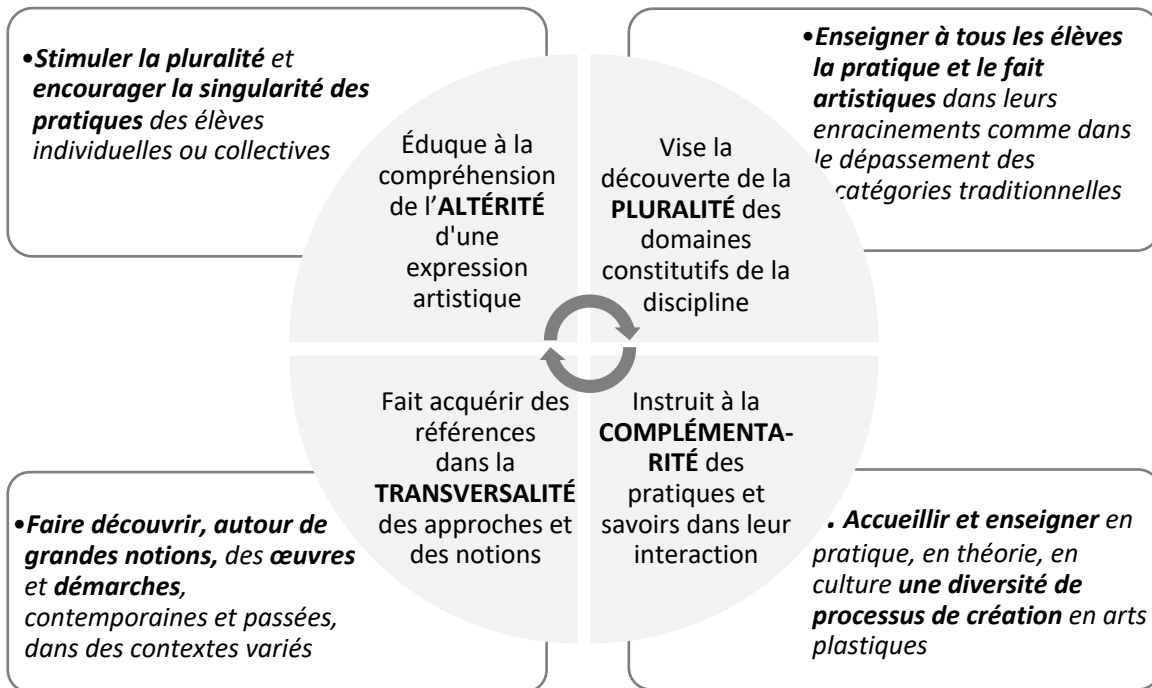 •Stimuler la pluralité et
encourager la singularité des
pratiques des élèves
individuelles ou collectives
Éduque à la
compréhension
de l'ALTÉRITÉ
d'une
expression
artistique
Vise la
découverte de la
PLURALITÉ des
domaines
constitutifs de la
discipline
•Enseigner à tous les élèves
la pratique et le fait
artistiques dans leurs
enracinements comme dans
le dépassement des
catégories traditionnelles
•Faire découvrir, autour de
grandes notions, des œuvres
et démarches,
contemporaines et passées,
dans des contextes variés
Fait acquérir des
références
dans la
TRANSVERSALITÉ
des approches et
des notions
Instruit à la
COMPLÉMENTA-
RITÉ des
pratiques et
savoirs dans leur
interaction
. Accueillir et enseigner en
pratique, en théorie, en
culture une diversité de
processus de création en arts
plastiques